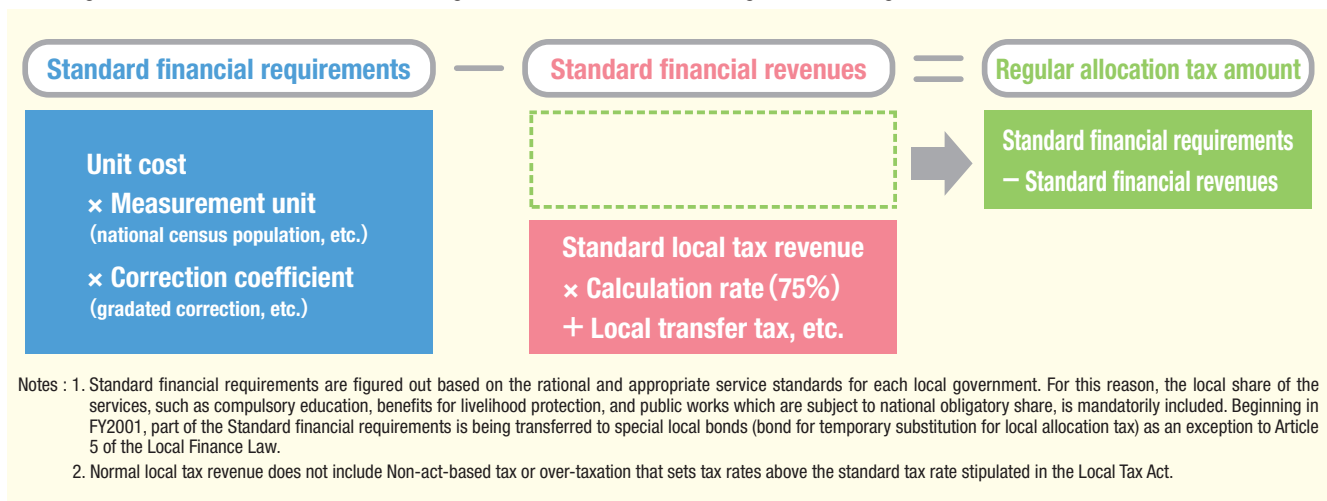 Standard financial requirements — Standard financial revenues = Regular allocation tax amount
Unit cost
× Measurement unit
(national census population, etc.)
× Correction coefficient
(gradated correction, etc.)
Standard local tax revenue
× Calculation rate (75%)
+ Local transfer tax, etc.
Standard financial requirements
− Standard financial revenues
Notes : 1. Standard financial requirements are figured out based on the rational and appropriate service standards for each local government. For this reason, the local share of the
services, such as compulsory education, benefits for livelihood protection, and public works which are subject to national obligatory share, is mandatorily included. Beginning in
FY2001, part of the Standard financial requirements is being transferred to special local bonds (bond for temporary substitution for local allocation tax) as an exception to Article
5 of the Local Finance Law.
2. Normal local tax revenue does not include Non-act-based tax or over-taxation that sets tax rates above the standard tax rate stipulated in the Local Tax Act.